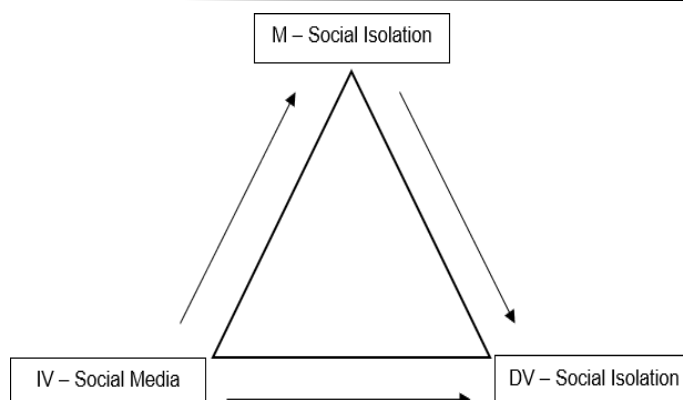 M – Social Isolation
IV – Social Media
DV – Social Isolation